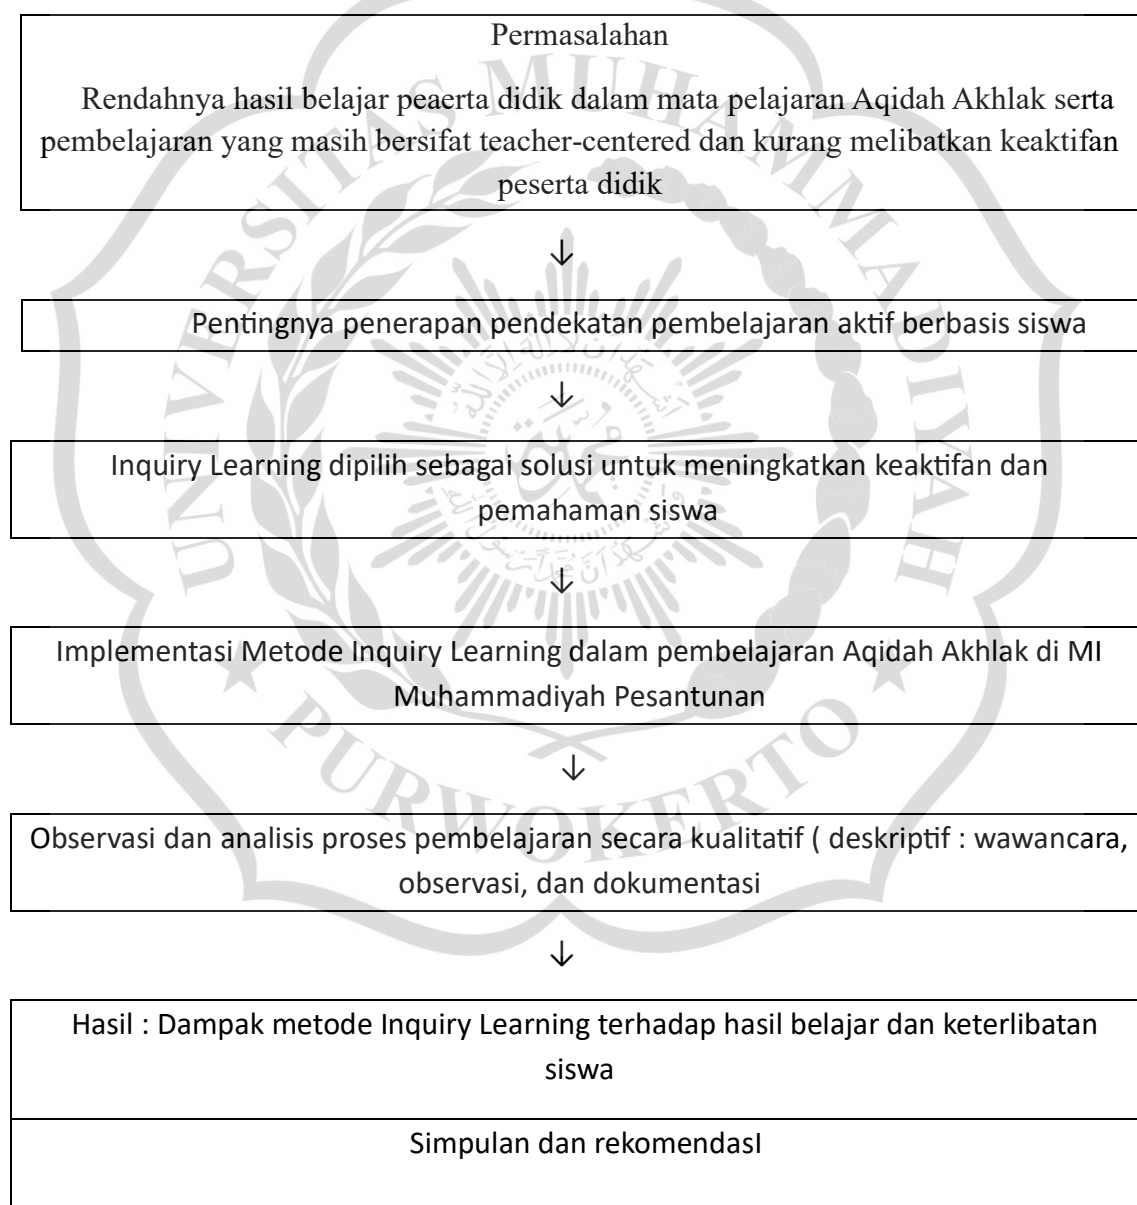 Permasalahan
Rendahnya hasil belajar peaerta didik dalam mata pelajaran Aqidah Akhlak serta
pembelajaran yang masih bersifat teacher-centered dan kurang melibatkan keaktifan
peserta didik
↓
Pentingnya penerapan pendekatan pembelajaran aktif berbasis siswa
↓
Inquiry Learning dipilih sebagai solusi untuk meningkatkan keaktifan dan
pemahaman siswa
↓
Implementasi Metode Inquiry Learning dalam pembelajaran Aqidah Akhlak di MI
Muhammadiyah Pesantunan
↓
Observasi dan analisis proses pembelajaran secara kualitatif ( deskriptif : wawancara,
observasi, dan dokumentasi
↓
Hasil : Dampak metode Inquiry Learning terhadap hasil belajar dan keterlibatan
siswa
Simpulan dan rekomendasI
UNIVERSITAS MUHAMMADIYAH
PURWOKERTO